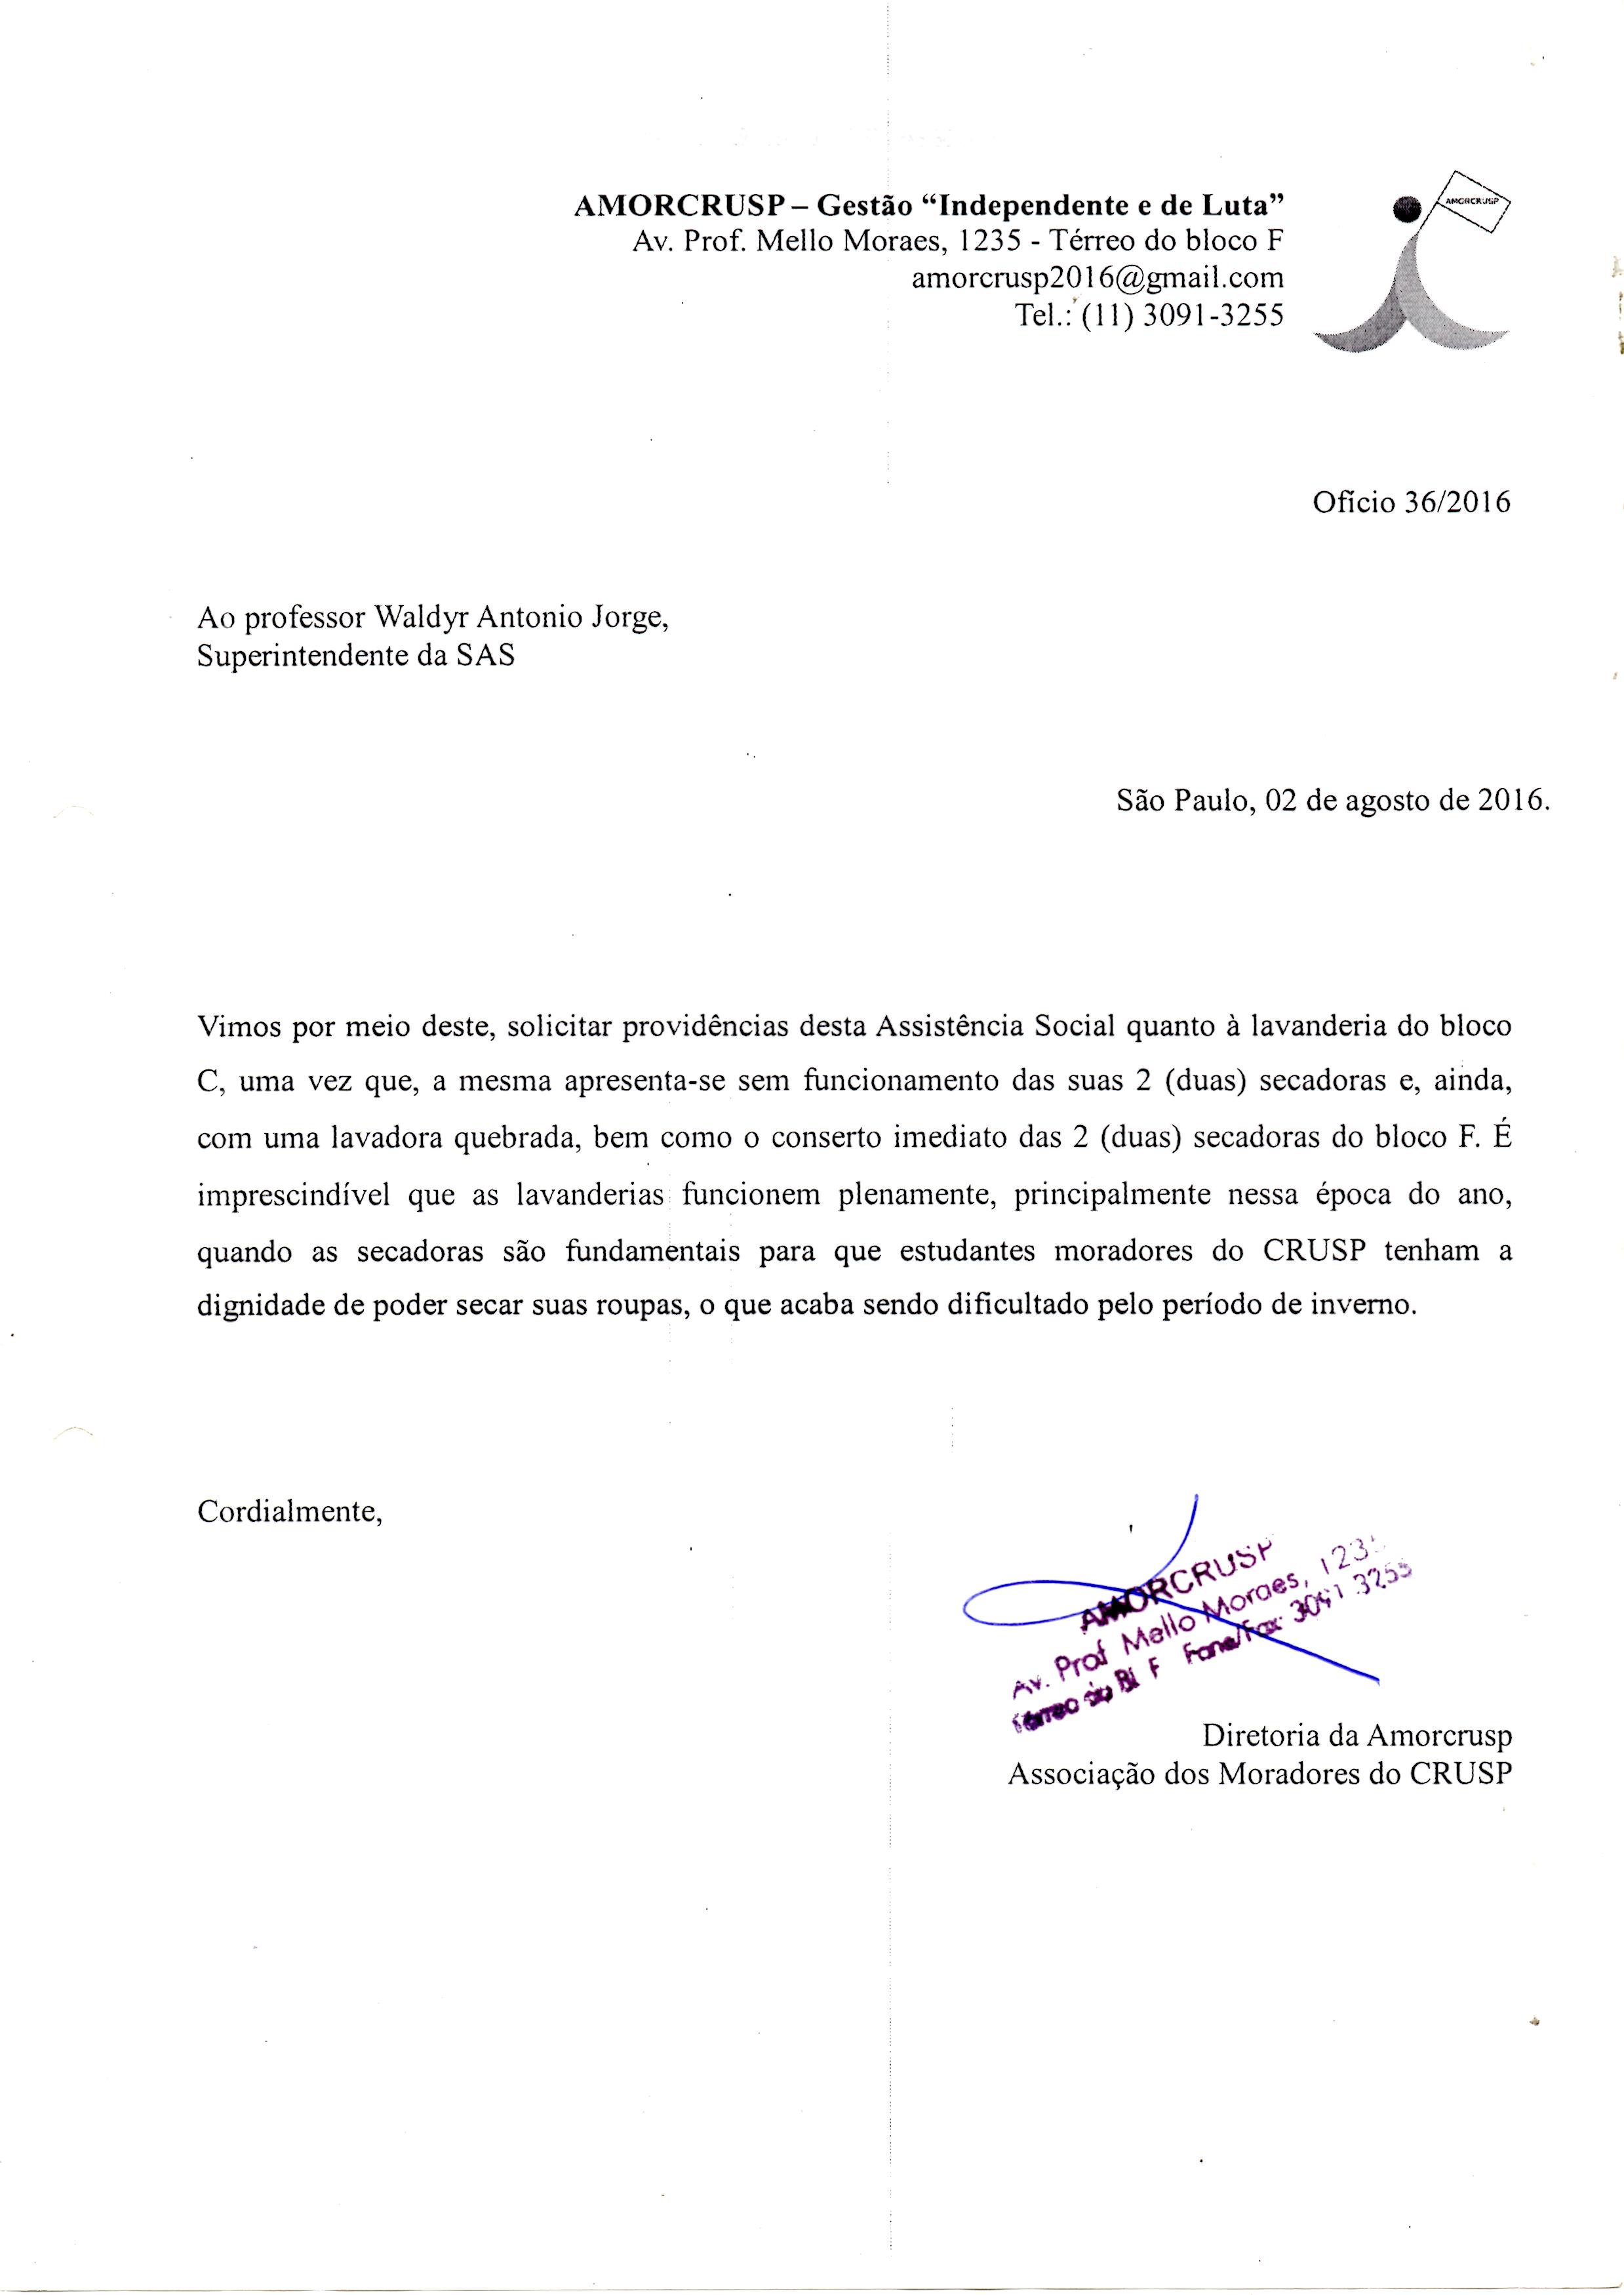 AMORCRUSP – Gestão “Independente e de Luta”
Av. Prof. Mello Moraes, 1235 - Térreo do bloco F
amorcrusp2016@gmail.com
Tel.: (11) 3091-3255
AMORCRUSP
Ofício 36/2016
Ao professor Waldyr Antonio Jorge,
Superintendente da SAS
São Paulo, 02 de agosto de 2016.
Vimos por meio deste, solicitar providências desta Assistência Social quanto à lavanderia do bloco
C, uma vez que, a mesma apresenta-se sem funcionamento das suas 2 (duas) secadoras e, ainda,
com uma lavadora quebrada, bem como o conserto imediato das 2 (duas) secadoras do bloco F. É
imprescindível que as lavanderias funcionem plenamente, principalmente nessa época do ano,
quando as secadoras são fundamentais para que estudantes moradores do CRUSP tenham a
dignidade de poder secar suas roupas, o que acaba sendo dificultado pelo período de inverno.
Cordialmente,
AMORCRUSP
Av. Prof. Mello Moraes, 1235
Térreo do Bl F Fone/Fax: 3091 3255
Diretoria da Amorcrusp
Associação dos Moradores do CRUSP